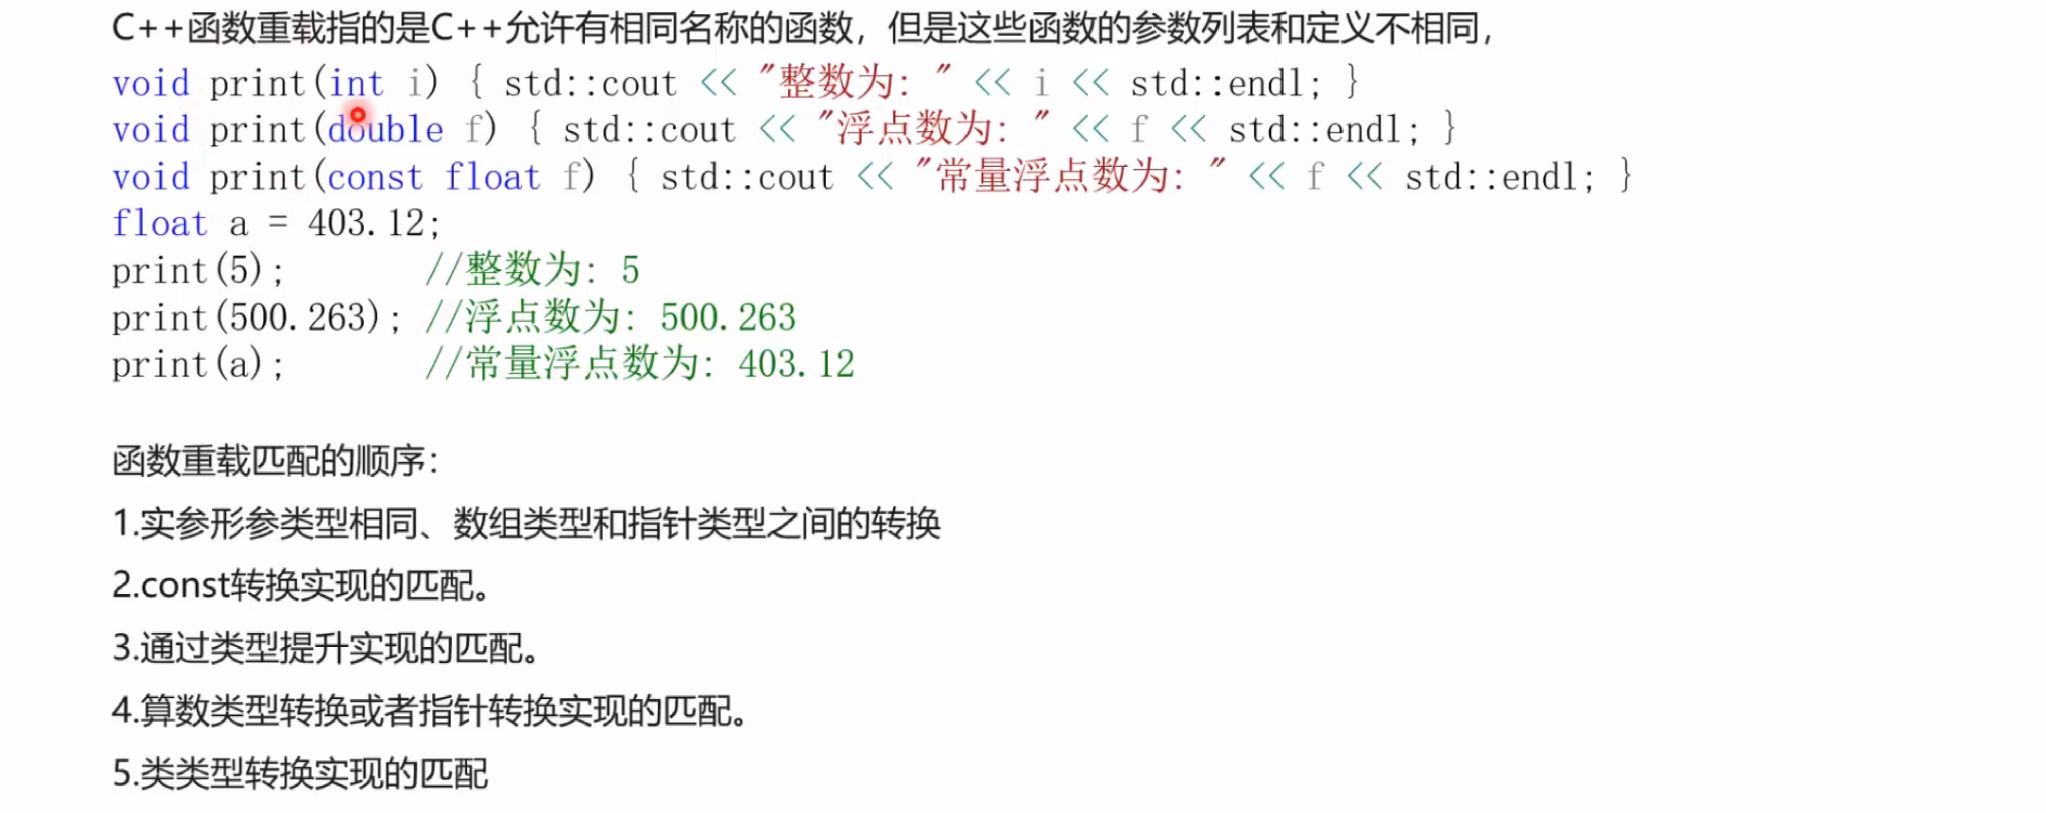 C++函数重载指的是C++允许有相同名称的函数，但是这些函数的参数列表和定义不相同，
void print(int i) { std::cout << "整数为: " << i << std::endl; }
void print(double f) { std::cout << "浮点数为: " << f << std::endl; }
void print(const float f) { std::cout << "常量浮点数为: " << f << std::endl; }
float a = 403.12;
print(5); //整数为: 5
print(500.263); //浮点数为: 500.263
print(a); //常量浮点数为: 403.12
函数重载匹配的顺序：
1.实参形参类型相同、数组类型和指针类型之间的转换
2.const转换实现的匹配。
3.通过类型提升实现的匹配。
4.算数类型转换或者指针转换实现的匹配。
5.类类型转换实现的匹配